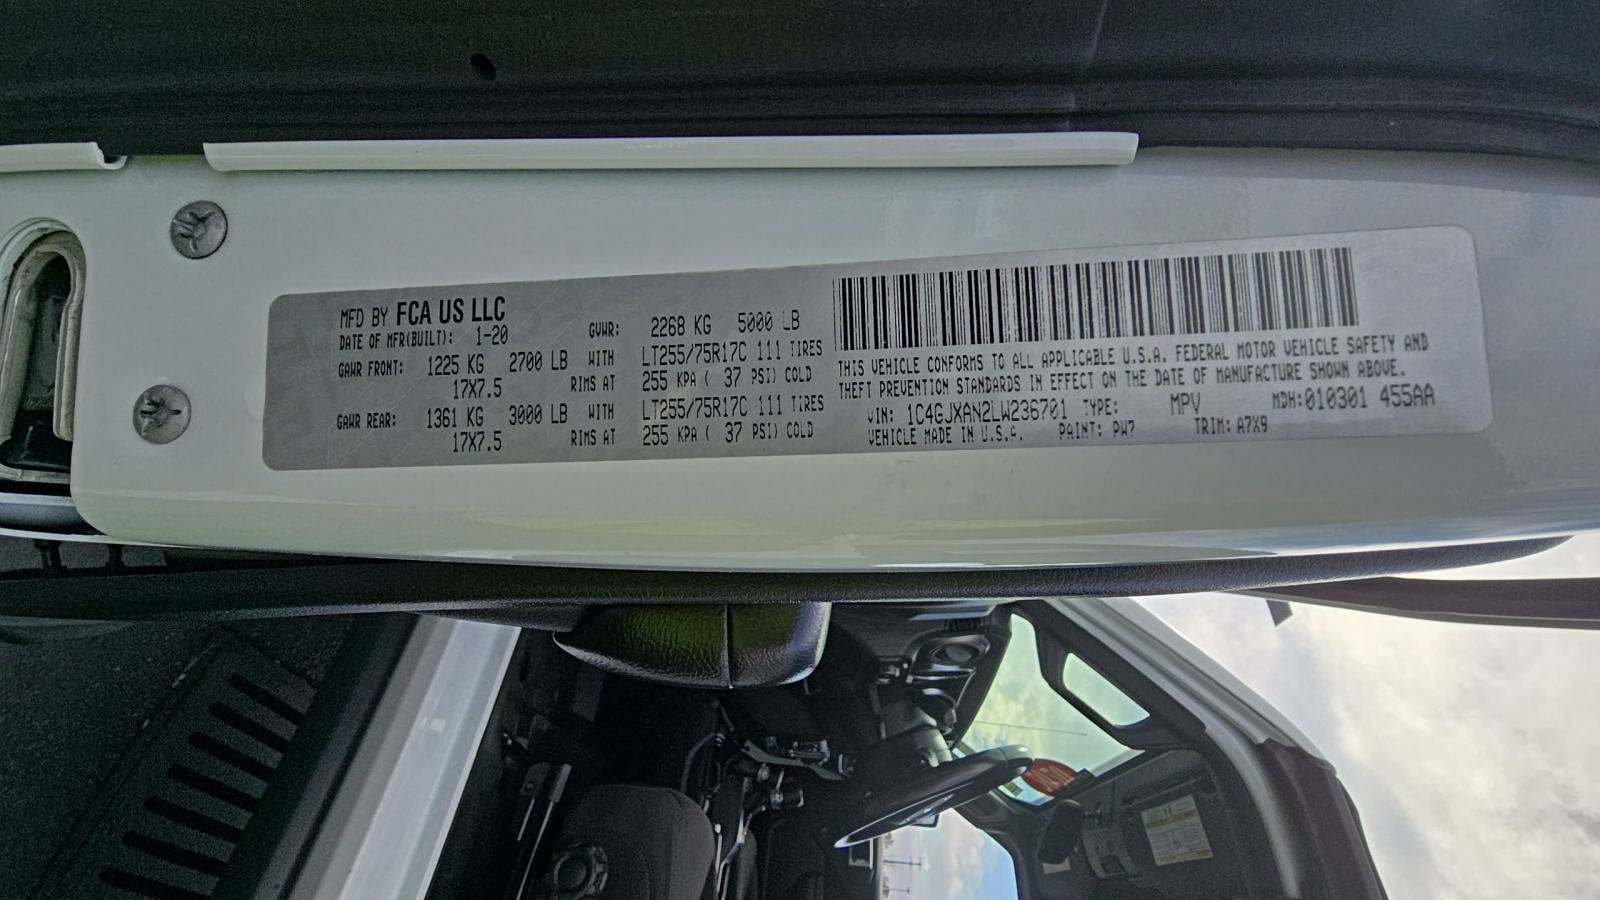 MFD BY FCA US LLC
DATE OF MFR(BUILT): 1-20 GVWR: 2268 KG 5000 LB
GAWR FRONT: 1225 KG 2700 LB WITH LT255/75R17C 111 TIRES
17X7.5 RIMS AT 255 KPA ( 37 PSI) COLD
GAWR REAR: 1361 KG 3000 LB WITH LT255/75R17C 111 TIRES
17X7.5 RIMS AT 255 KPA ( 37 PSI) COLD
THIS VEHICLE CONFORMS TO ALL APPLICABLE U.S.A. FEDERAL MOTOR VEHICLE SAFETY AND
THEFT PREVENTION STANDARDS IN EFFECT ON THE DATE OF MANUFACTURE SHOWN ABOVE.
VIN: 1C4GJXAN2LW236701 TYPE: MPV MDH:010301 455AA
VEHICLE MADE IN U.S.A. PAINT: PW7 TRIM: A7X9